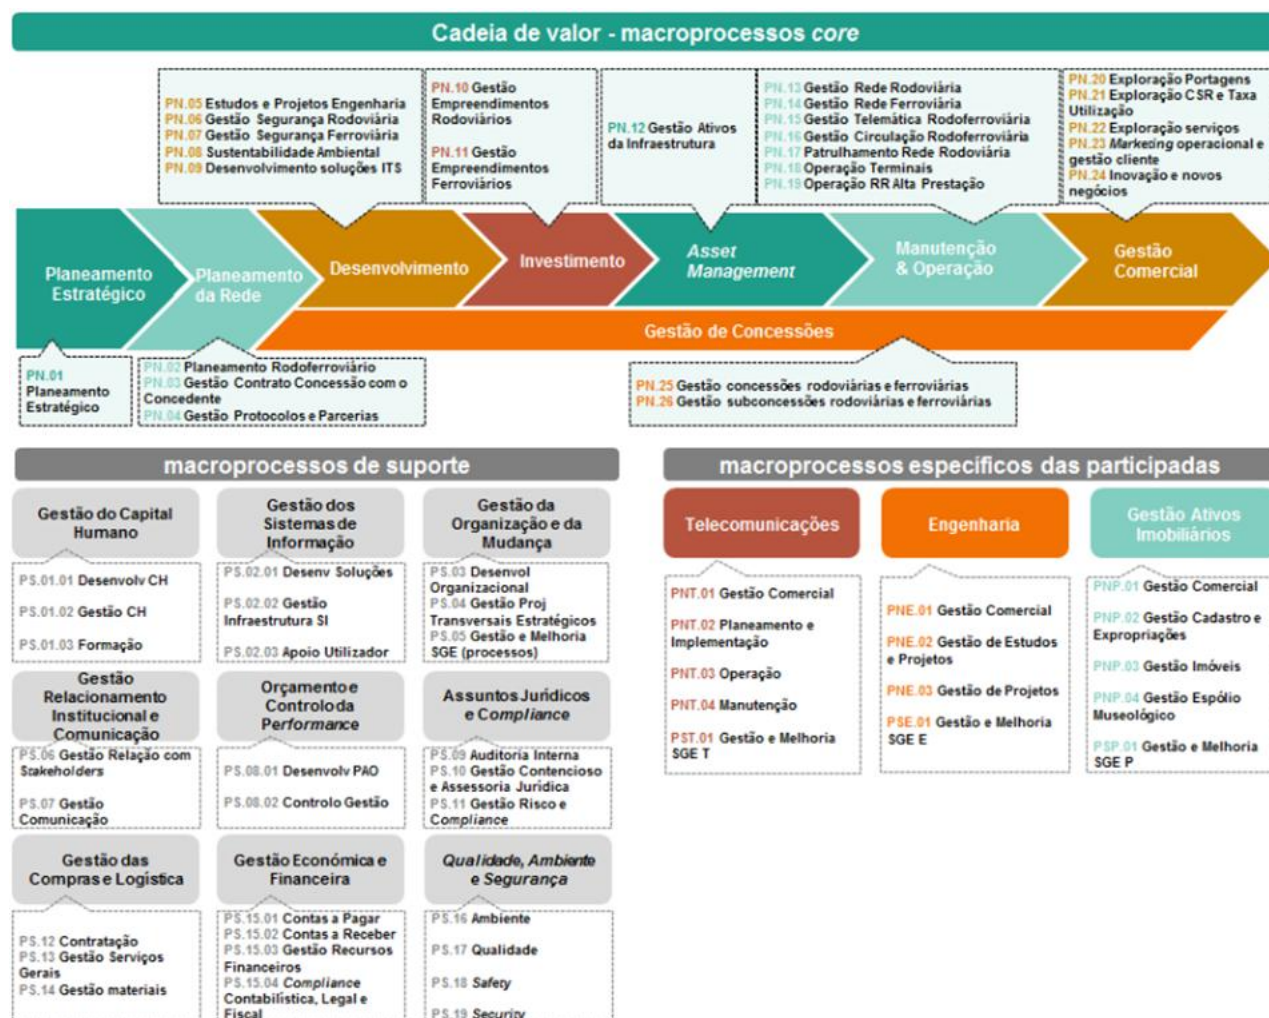 Cadeia de valor - macroprocessos core
PN.05 Estudos e Projetos Engenharia
PN.06 Gestão Segurança Rodoviária
PN.07 Gestão Segurança Ferroviária
PN.08 Sustentabilidade Ambiental
PN.09 Desenvolvimento soluções ITS
PN.10 Gestão
Empreendimentos
Rodoviários
PN.11 Gestão
Empreendimentos
Ferroviários
PN.12 Gestão Ativos
da Infraestrutura
PN.13 Gestão Rede Rodoviária
PN.14 Gestão Rede Ferroviária
PN.15 Gestão Telemática Rodoferroviária
PN.16 Gestão Circulação Rodoferroviária
PN.17 Patrulhamento Rede Rodoviária
PN.18 Operação Terminais
PN.19 Operação RR Alta Prestação
PN.20 Exploração Portagens
PN.21 Exploração CSR e Taxa
Utilização
PN.22 Exploração serviços
PN.23 Marketing operacional e
gestão cliente
PN.24 Inovação e novos
negócios
Planeamento
Estratégico
Planeamento
da Rede
Desenvolvimento
Investimento
Asset
Management
Manutenção
& Operação
Gestão
Comercial
Gestão de Concessões
PN.01
Planeamento
Estratégico
PN.02 Planeamento Rodoferroviário
PN.03 Gestão Contrato Concessão com o
Concedente
PN.04 Gestão Protocolos e Parcerias
PN.25 Gestão concessões rodoviárias e ferroviárias
PN.26 Gestão subconcessões rodoviárias e ferroviárias
macroprocessos de suporte
Gestão do Capital
Humano
PS.01.01 Desenvolv CH
PS.01.02 Gestão CH
PS.01.03 Formação
Gestão dos
Sistemas de
Informação
PS.02.01 Desenv Soluções
PS.02.02 Gestão
Infraestrutura SI
PS.02.03 Apoio Utilizador
Gestão da
Organização e da
Mudança
PS.03 Desenvol
Organizacional
PS.04 Gestão Proj
Transversais Estratégicos
PS.05 Gestão e Melhoria
SGE (processos)
Gestão
Relacionamento
Institucional e
Comunicação
PS.06 Gestão Relação com
Stakeholders
PS.07 Gestão
Comunicação
Orçamento e
Controlo da
Performance
PS.08.01 Desenvolv PAO
PS.08.02 Controlo Gestão
Assuntos Jurídicos
e Compliance
PS.09 Auditoria Interna
PS.10 Gestão Contencioso
e Assessoria Jurídica
PS.11 Gestão Risco e
Compliance
Gestão das
Compras e Logística
PS.12 Contratação
PS.13 Gestão Serviços
Gerais
PS.14 Gestão materiais
Gestão Económica e
Financeira
PS.15.01 Contas a Pagar
PS.15.02 Contas a Receber
PS.15.03 Gestão Recursos
Financeiros
PS.15.04 Compliance
Contabilística, Legal e
Fiscal
Qualidade, Ambiente
e Segurança
PS.16 Ambiente
PS.17 Qualidade
PS.18 Safety
PS.19 Security
macroprocessos específicos das participadas
Telecomunicações
PNT.01 Gestão Comercial
PNT.02 Planeamento e
Implementação
PNT.03 Operação
PNT.04 Manutenção
PST.01 Gestão e Melhoria
SGE T
Engenharia
PNE.01 Gestão Comercial
PNE.02 Gestão de Estudos
e Projetos
PNE.03 Gestão de Projetos
PSE.01 Gestão e Melhoria
SGE E
Gestão Ativos
Imobiliários
PNP.01 Gestão Comercial
PNP.02 Gestão Cadastro e
Expropriações
PNP.03 Gestão Imóveis
PNP.04 Gestão Espólio
Museológico
PSP.01 Gestão e Melhoria
SGE P